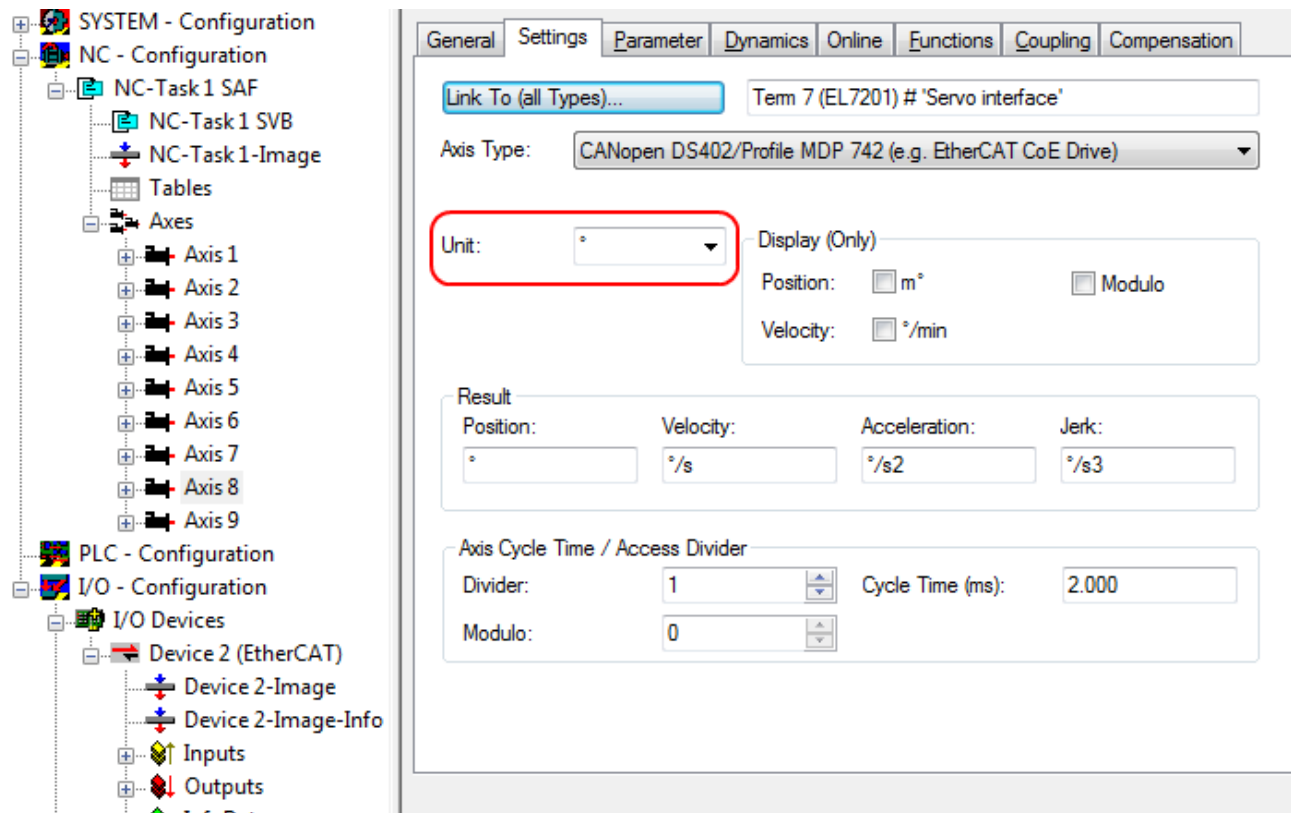 SYSTEM - Configuration
NC - Configuration
NC-Task 1 SAF
NC-Task 1 SVB
NC-Task 1-Image
Tables
Axes
Axis 1
Axis 2
Axis 3
Axis 4
Axis 5
Axis 6
Axis 7
Axis 8
Axis 9
PLC - Configuration
I/O - Configuration
I/O Devices
Device 2 (EtherCAT)
Device 2-Image
Device 2-Image-Info
Inputs
Outputs
General Settings Parameter Dynamics Online Functions Coupling Compensation
Link To (all Types)... Term 7 (EL7201) # "Servo interface"
Axis Type: CANopen DS402/Profile MDP 742 (e.g. EtherCAT CoE Drive)
Unit: °
Display (Only)
Position: m° Modulo
Velocity: °/min
Result
Position: Velocity: Acceleration: Jerk:
° °/s °/s2 °/s3
Axis Cycle Time / Access Divider
Divider: 1 Cycle Time (ms): 2.000
Modulo: 0